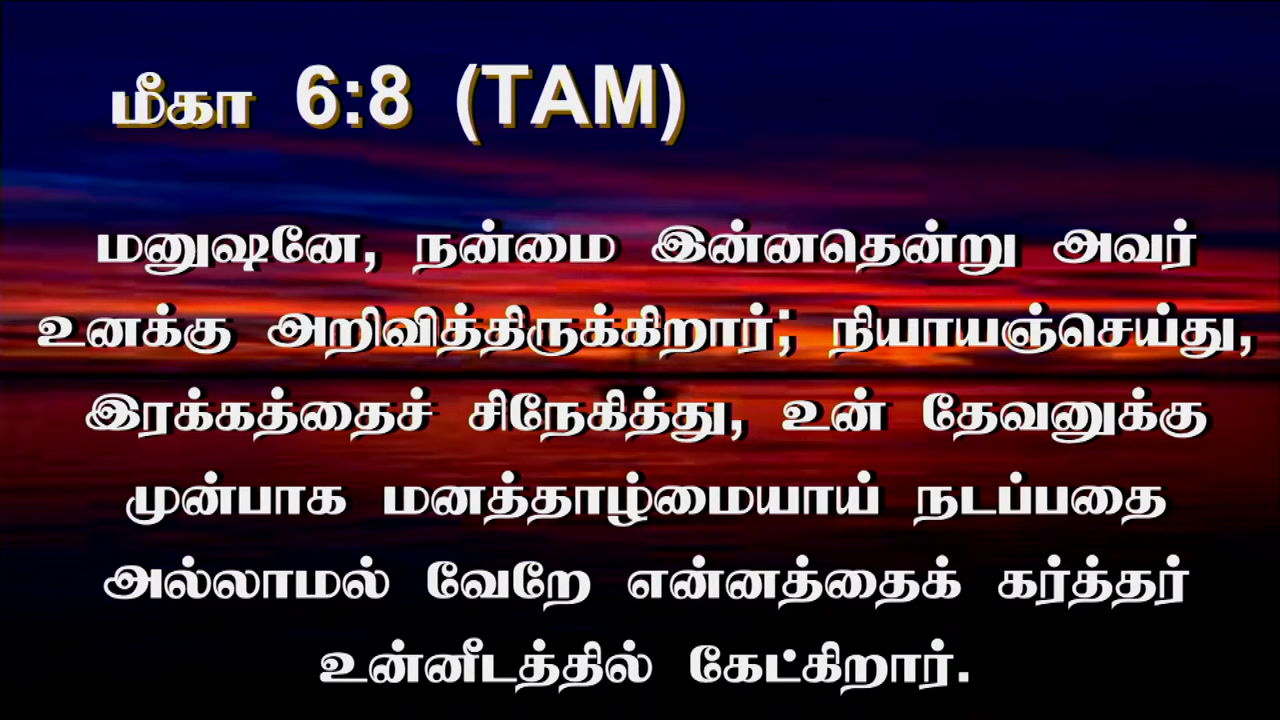 மீகா 6:8 (TAM)
மனுஷனே, நன்மை இன்னதென்று அவர்
உனக்கு அறிவித்திருக்கிறார்; நியாயஞ்செய்து,
இரக்கத்தைச் சிநேகித்து, உன் தேவனுக்கு
முன்பாக மனத்தாழ்மையாய் நடப்பதை
அல்லாமல் வேறே என்னத்தைக் கர்த்தர்
உன்னீடத்தில் கேட்கிறார்.